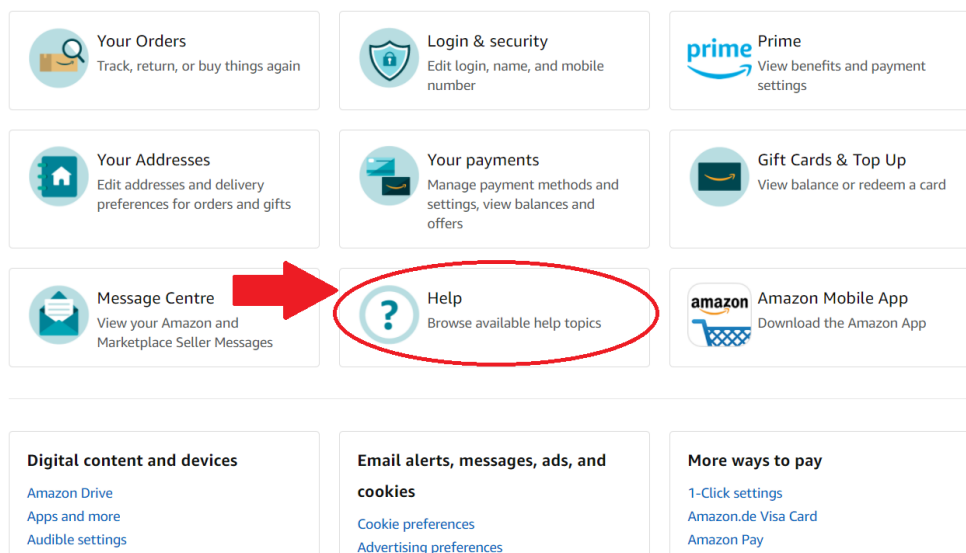 Your Orders
Track, return, or buy things again
Login & security
Edit login, name, and mobile
number
prime
Prime
View benefits and payment
settings
Your Addresses
Edit addresses and delivery
preferences for orders and gifts
Your payments
Manage payment methods and
settings, view balances and
offers
Gift Cards & Top Up
View balance or redeem a card
Message Centre
View your Amazon and
Marketplace Seller Messages
?
Help
Browse available help topics
amazon
Amazon Mobile App
Download the Amazon App
Digital content and devices
Amazon Drive
Apps and more
Audible settings
Email alerts, messages, ads, and
cookies
Cookie preferences
Advertising preferences
More ways to pay
1-Click settings
Amazon.de Visa Card
Amazon Pay